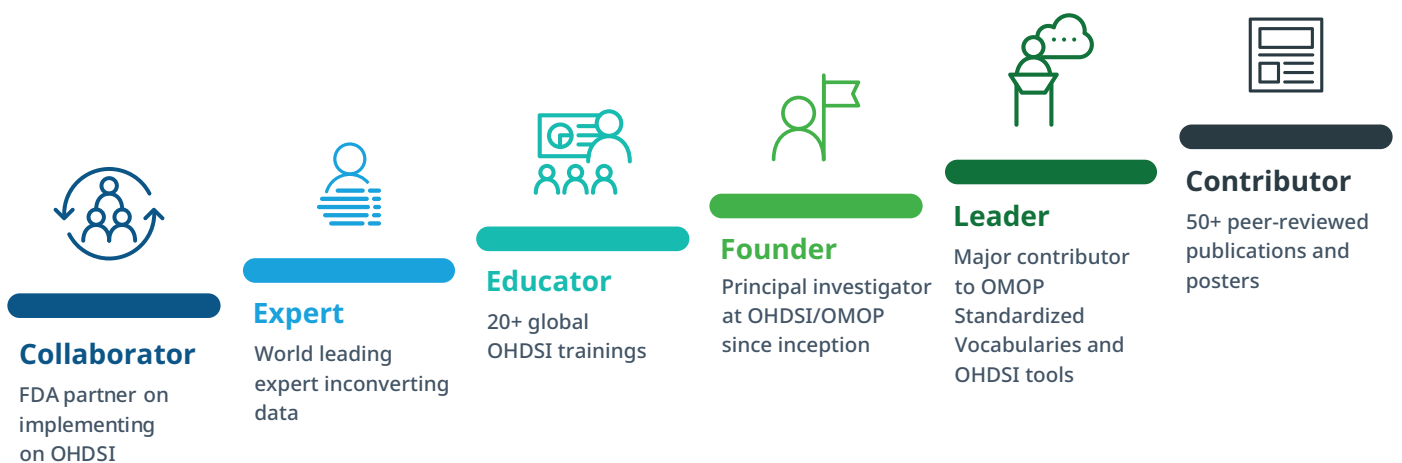 Collaborator
FDA partner on
implementing
on OHDSI
Expert
World leading
expert inconverting
data
Educator
20+ global
OHDSI trainings
Founder
Principal investigator
at OHDSI/OMOP
since inception
Leader
Major contributor
to OMOP
Standardized
Vocabularies and
OHDSI tools
Contributor
50+ peer-reviewed
publications and
posters